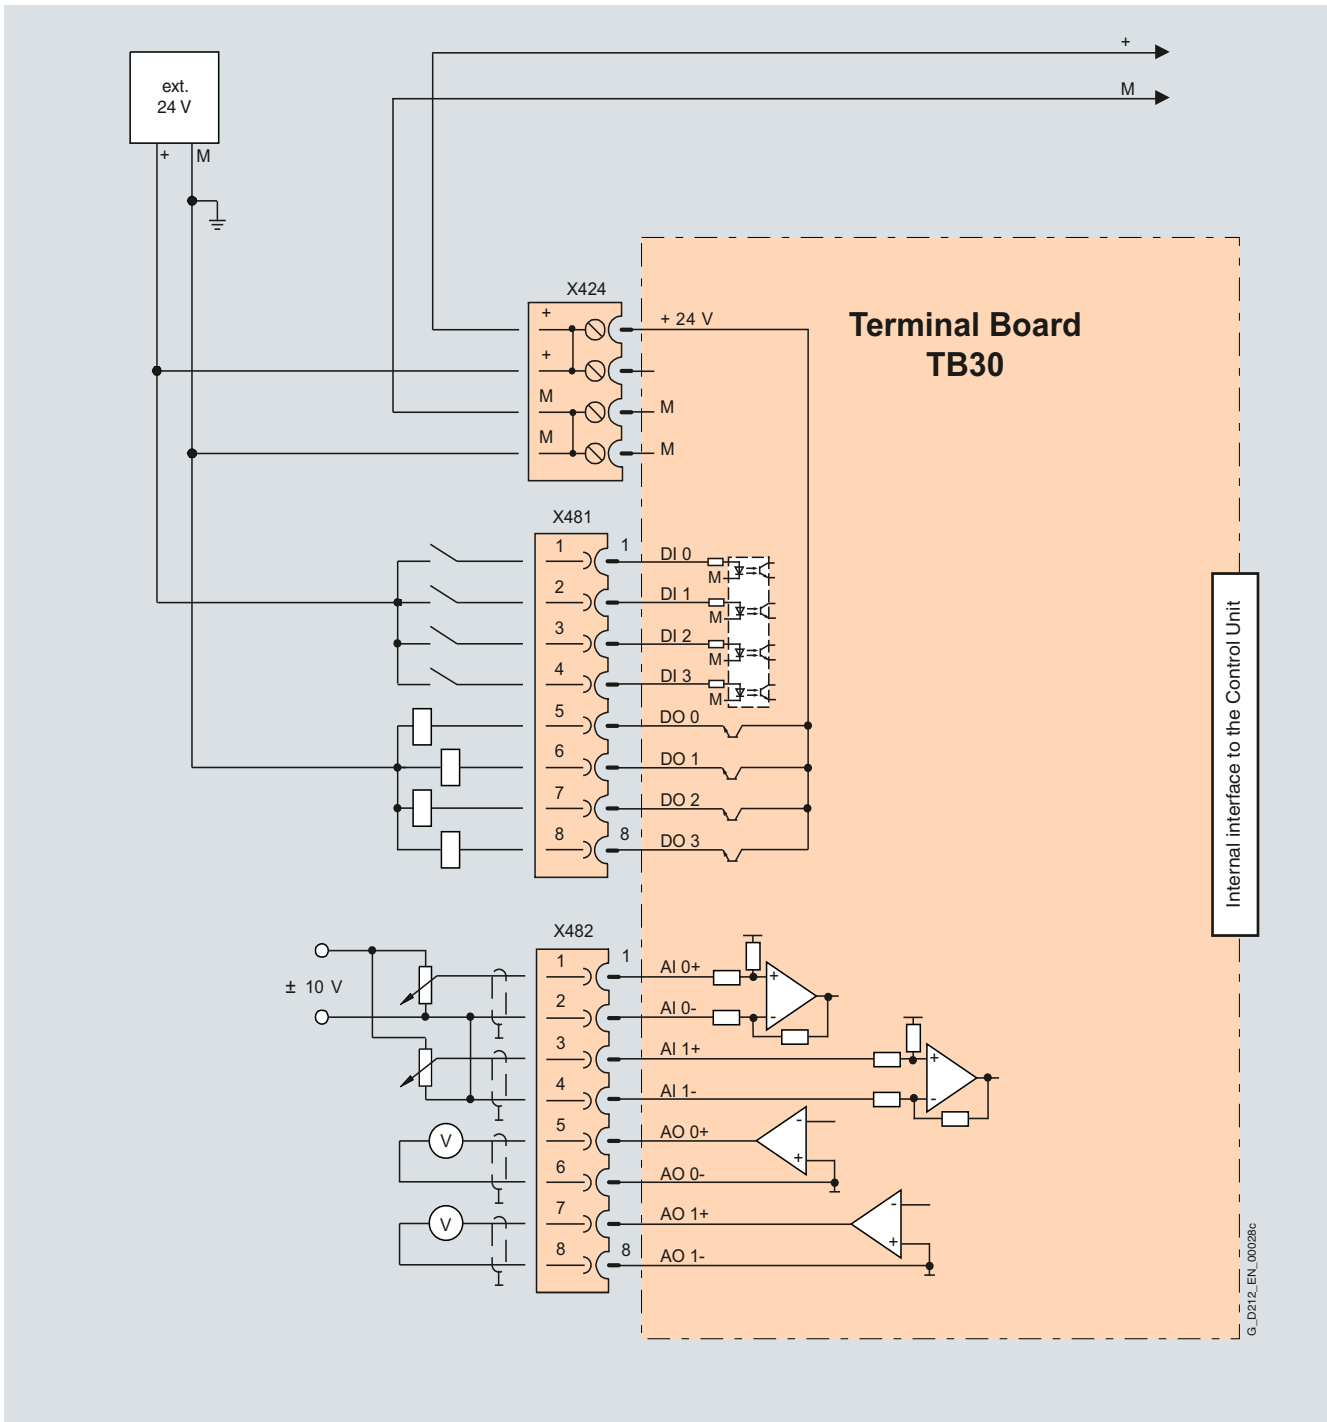 +
M
ext.
24 V
+
M
X424
+
+
M
M
+ 24 V
M
M
Terminal Board
TB30
X481
1
2
3
4
5
6
7
8
1
8
DI 0
M
DI 1
M
DI 2
M
DI 3
M
DO 0
DO 1
DO 2
DO 3
Internal interface to the Control Unit
X482
± 10 V
1
2
3
4
5
6
7
8
1
8
V
V
AI 0+
AI 0-
AI 1+
AI 1-
AO 0+
AO 0-
AO 1+
AO 1-
+
-
+
-
-
+
-
+
G_D212_EN_00028c